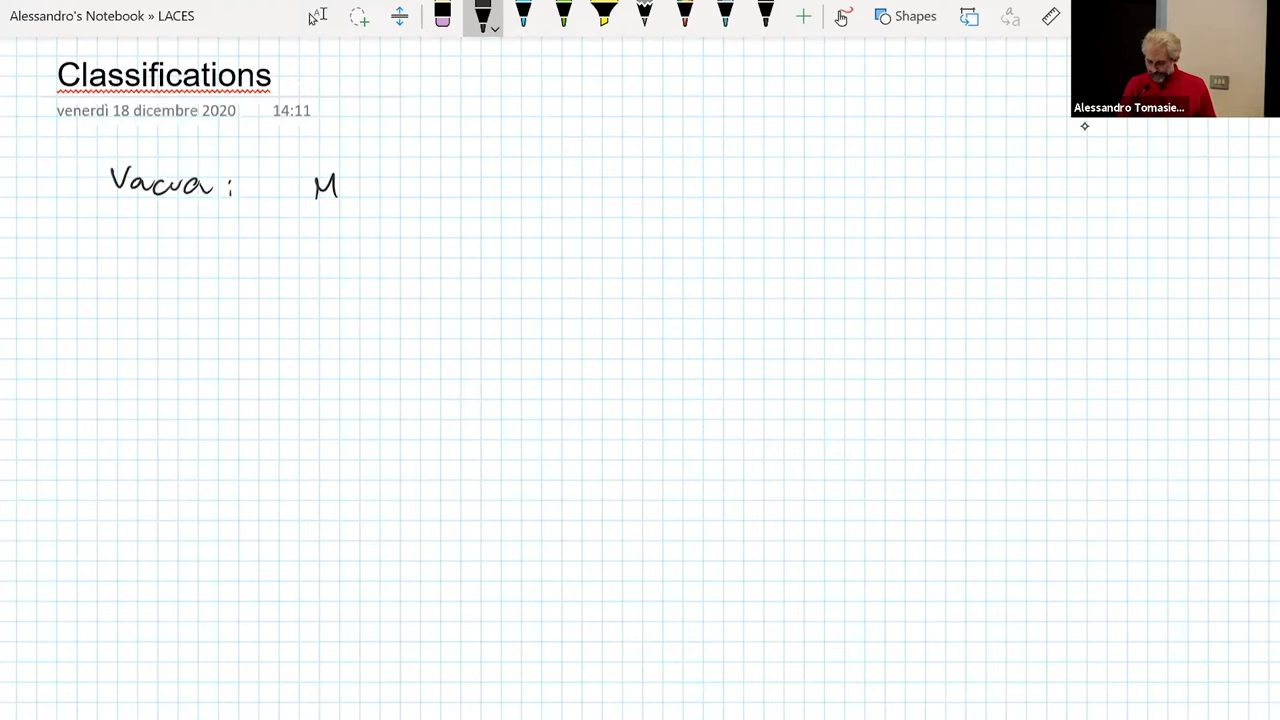 Alessandro's Notebook » LACES
Shapes
Classifications
venerdì 18 dicembre 2020 14:11
Alessandro Tomasie...
Vacua : M